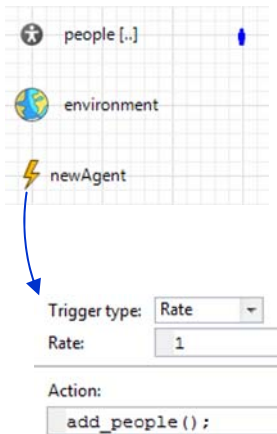 people [..]
environment
newAgent
Trigger type: Rate
Rate: 1
Action:
add_people();